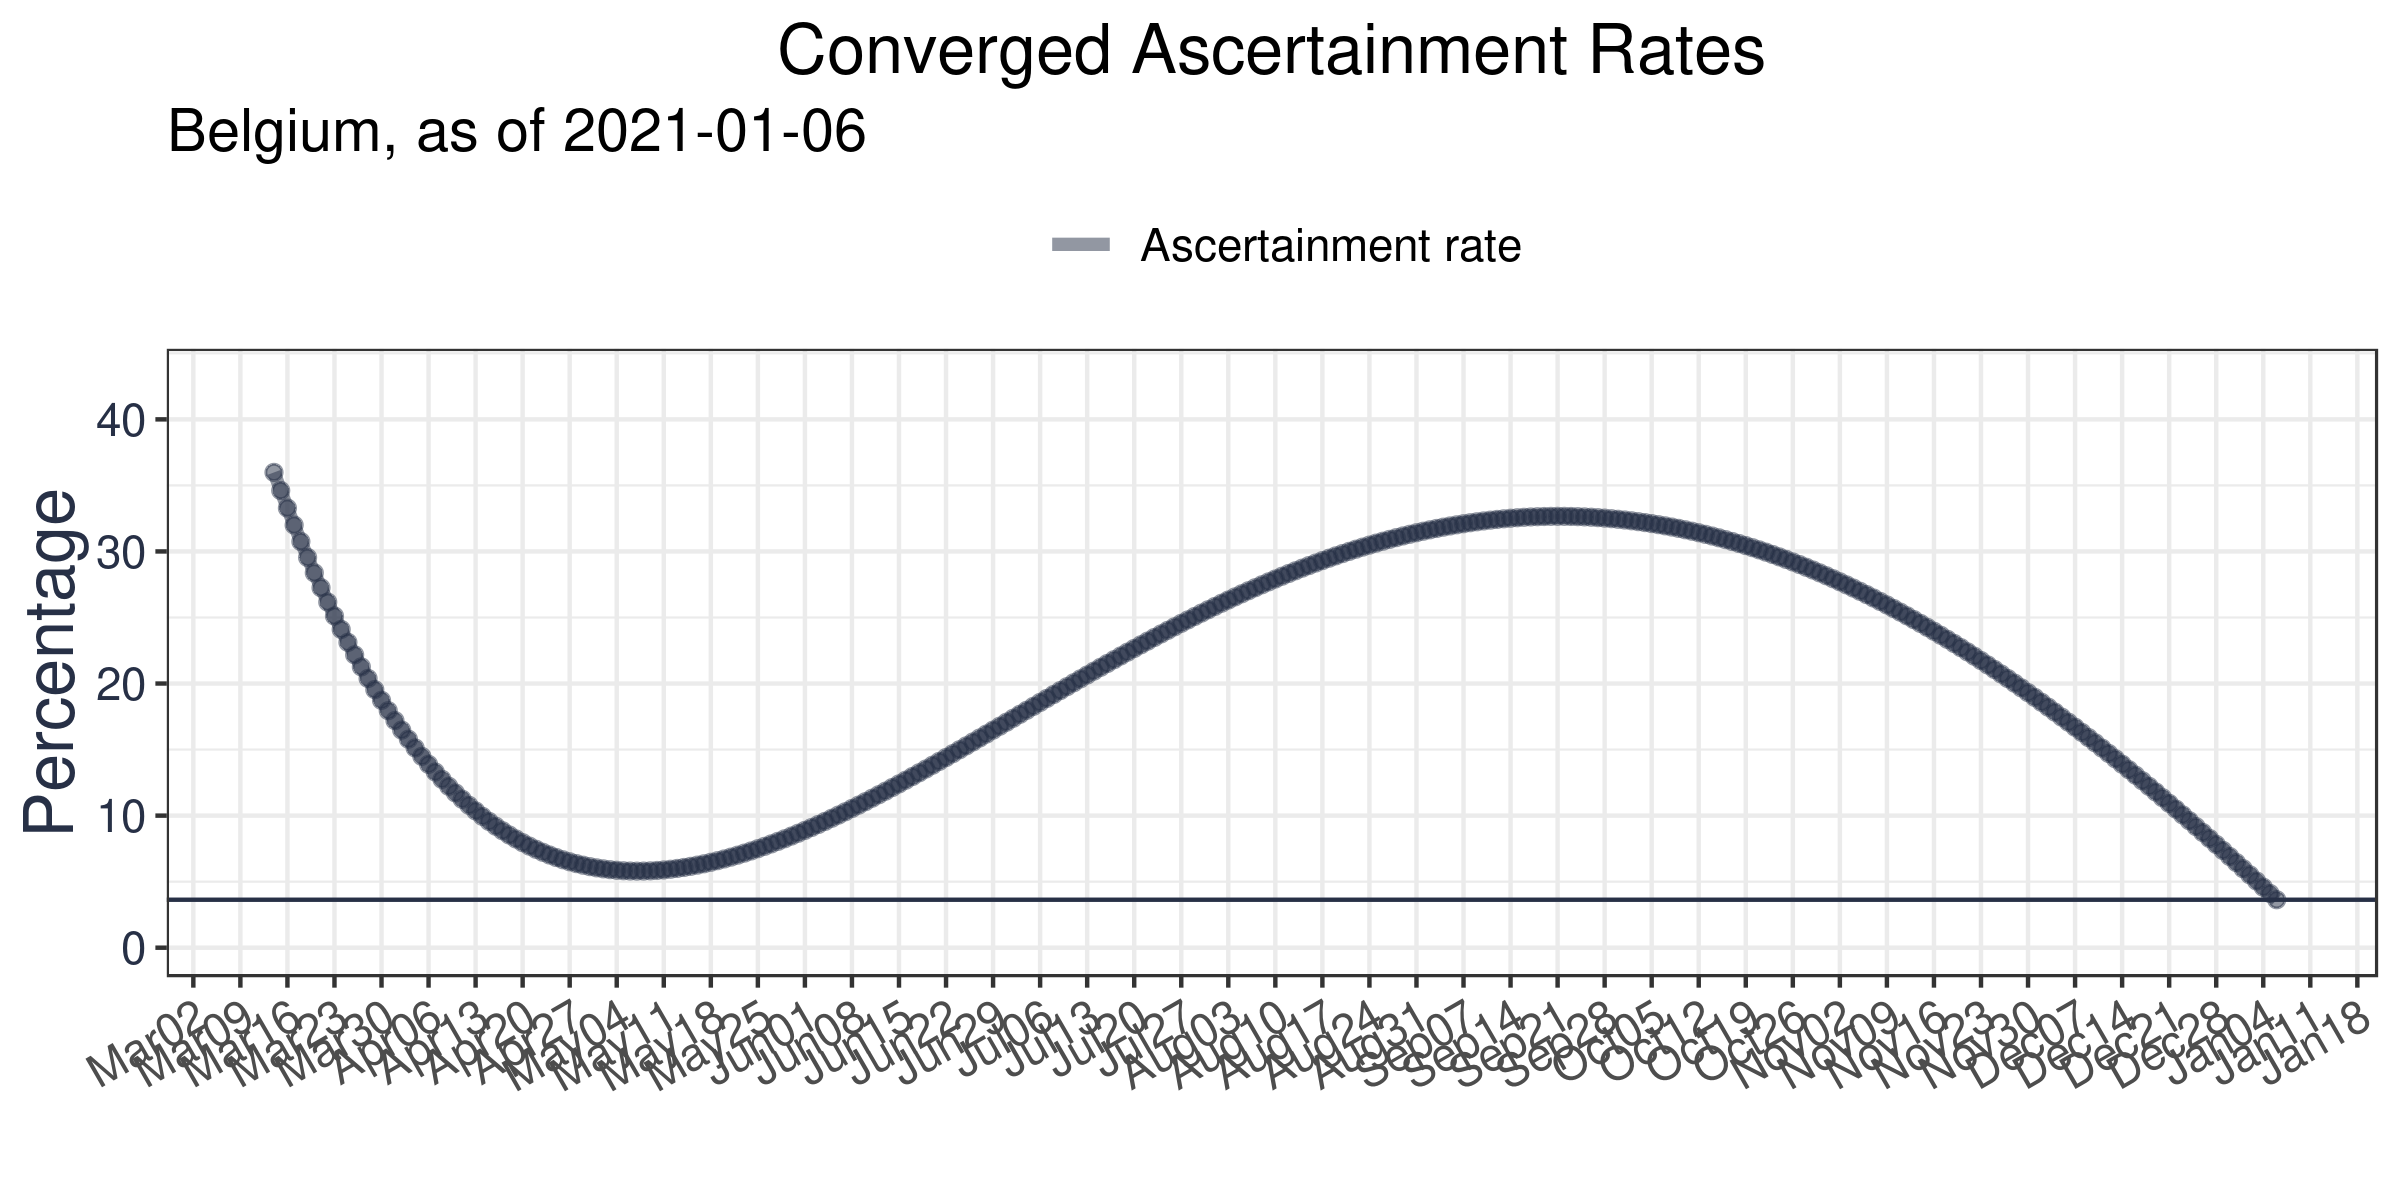 Converged Ascertainment Rates
Belgium, as of 2021-01-06
Ascertainment rate
Percentage
40
30
20
10
0
Mar02
Mar09
Mar16
Mar23
Mar30
Apr06
Apr13
Apr20
Apr27
May04
May11
May18
May25
Jun01
Jun08
Jun15
Jun22
Jun29
Jul06
Jul13
Jul20
Jul27
Aug03
Aug10
Aug17
Aug24
Aug31
Sep07
Sep14
Sep21
Sep28
Oct05
Oct12
Oct19
Oct26
Nov02
Nov09
Nov16
Nov23
Nov30
Dec07
Dec14
Dec21
Dec28
Jan04
Jan11
Jan18